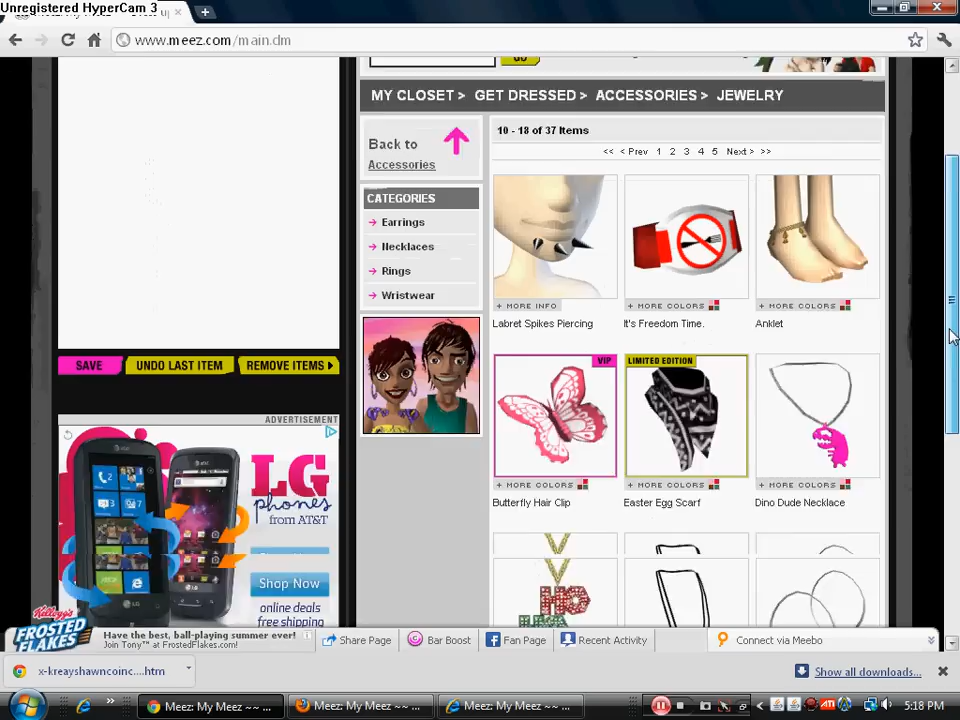 Unregistered HyperCam 3
www.meez.com/main.dm
GO
MY CLOSET > GET DRESSED > ACCESSORIES > JEWELRY
Back to
Accessories
CATEGORIES
Earrings
Necklaces
Rings
Wristwear
10 - 18 of 37 Items
<< < Prev 1 2 3 4 5 Next > >>
+ MORE INFO
Labret Spikes Piercing
+ MORE COLORS
It's Freedom Time.
+ MORE COLORS
Anklet
VIP
+ MORE COLORS
Butterfly Hair Clip
LIMITED EDITION
+ MORE COLORS
Easter Egg Scarf
+ MORE COLORS
Dino Dude Necklace
HO
SAVE
UNDO LAST ITEM
REMOVE ITEMS
ADVERTISEMENT
LG
phones
from AT&T
Shop Now
online deals
free shipping
Kellogg's
FROSTED FLAKES
Have the best, ball-playing summer ever!
Join Tony™ at FrostedFlakes.com!
Share Page
Bar Boost
Fan Page
Recent Activity
Connect via Meebo
x-kreayshawncoinc....htm
Show all downloads...
Meez: My Meez ~~ ...
Meez: My Meez ~~ ...
Meez: My Meez ~~ ...
5:18 PM